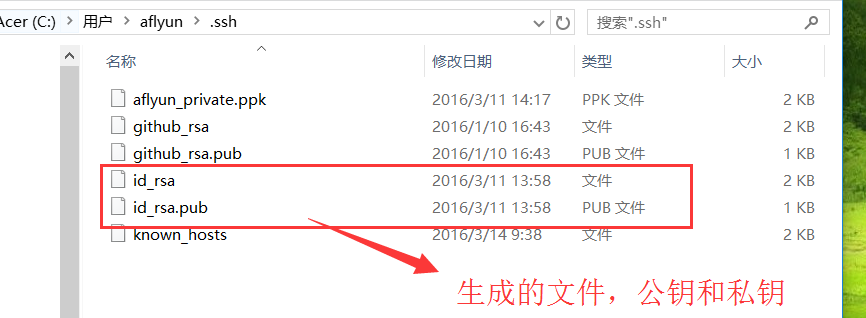 Acer (C:) > 用户 > aflyun > .ssh
搜索".ssh"
名称 修改日期 类型 大小
aflyun_private.ppk 2016/3/11 14:17 PPK 文件 2 KB
github_rsa 2016/1/10 16:43 文件 2 KB
github_rsa.pub 2016/1/10 16:43 PUB 文件 1 KB
id_rsa 2016/3/11 13:58 文件 2 KB
id_rsa.pub 2016/3/11 13:58 PUB 文件 1 KB
known_hosts 2016/3/14 9:38 文件 2 KB
生成的文件，公钥和私钥